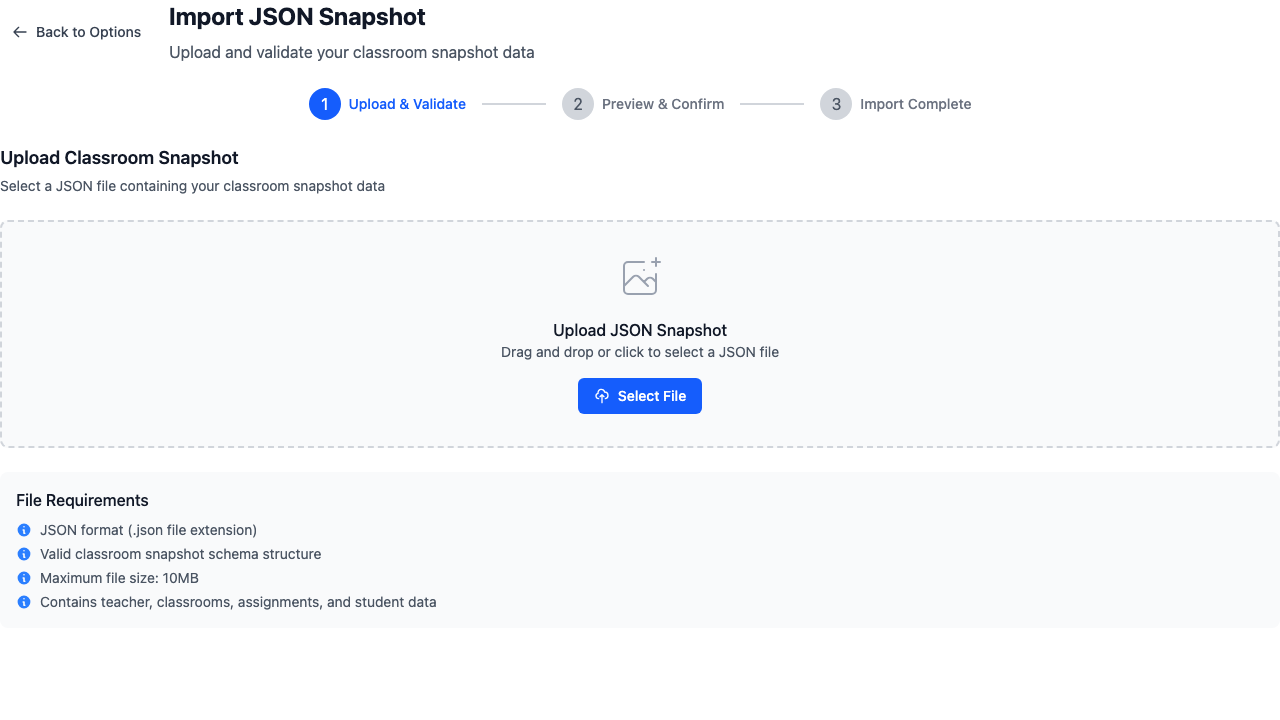 Back to Options
Import JSON Snapshot
Upload and validate your classroom snapshot data
1 Upload & Validate
2 Preview & Confirm
3 Import Complete
Upload Classroom Snapshot
Select a JSON file containing your classroom snapshot data
Upload JSON Snapshot
Drag and drop or click to select a JSON file
Select File
File Requirements
JSON format (.json file extension)
Valid classroom snapshot schema structure
Maximum file size: 10MB
Contains teacher, classrooms, assignments, and student data